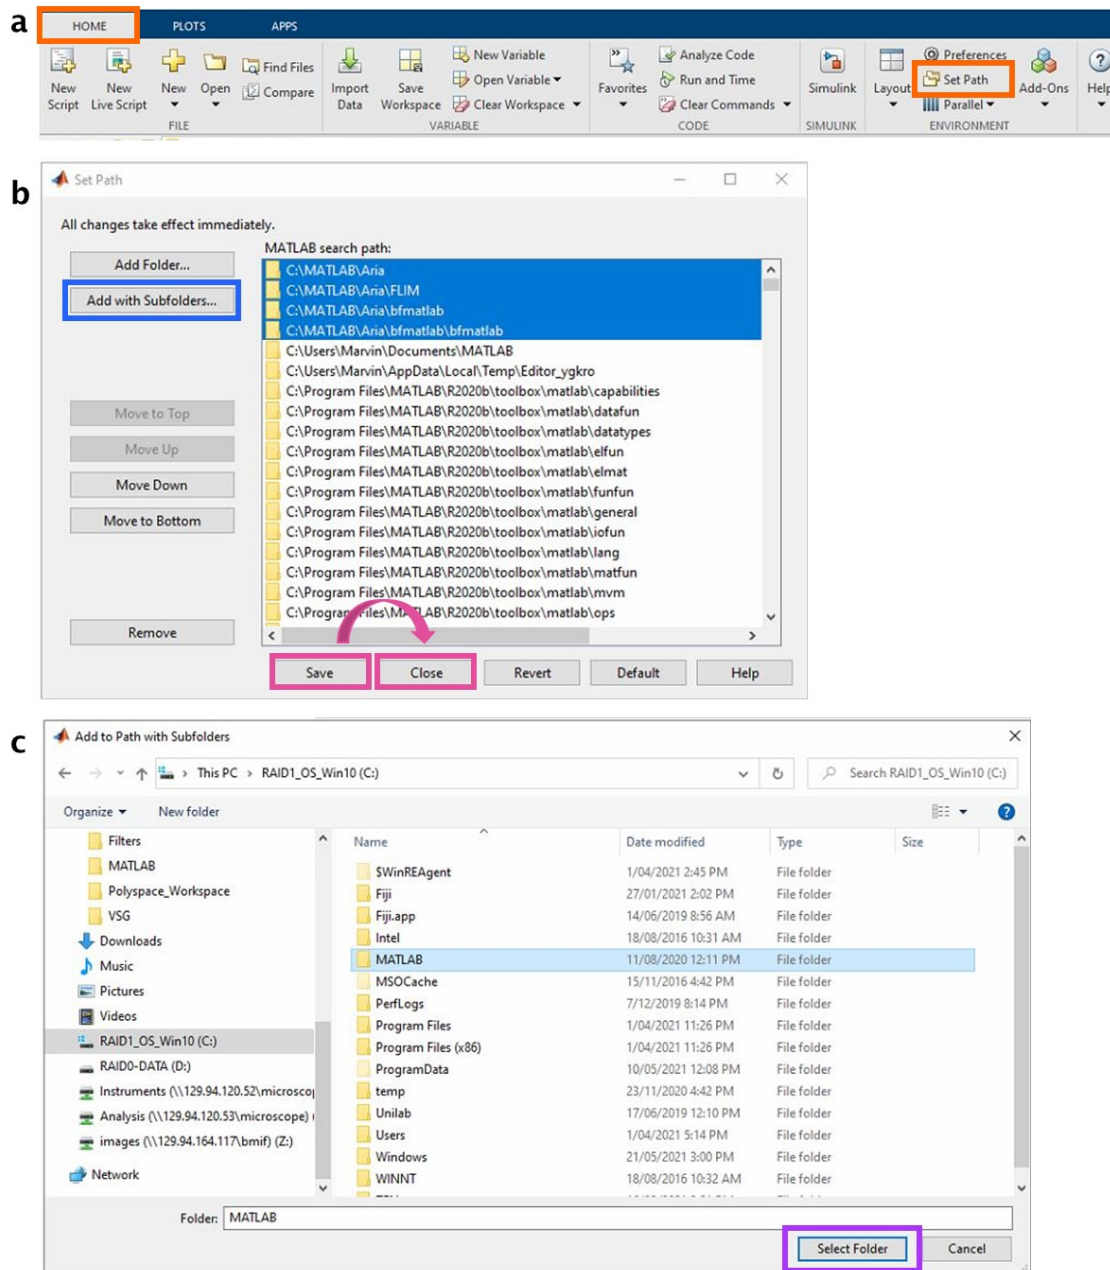 a
HOME PLOTS APPS
New Script
New Live Script
New
Open
Find Files
Compare
FILE
Import Data
Save Workspace
New Variable
Open Variable
Clear Workspace
VARIABLE
Favorites
Analyze Code
Run and Time
Clear Commands
CODE
Simulink
SIMULINK
Layout
Preferences
Set Path
Parallel
ENVIRONMENT
Add-Ons
Help
b
Set Path
All changes take effect immediately.
MATLAB search path:
Add Folder...
Add with Subfolders...
Move to Top
Move Up
Move Down
Move to Bottom
Remove
C:\MATLAB\Aria
C:\MATLAB\Aria\FLIM
C:\MATLAB\Aria\bfmatlab
C:\MATLAB\Aria\bfmatlab\bfmatlab
C:\Users\Marvin\Documents\MATLAB
C:\Users\Marvin\AppData\Local\Temp\Editor_ygkro
C:\Program Files\MATLAB\R2020b\toolbox\matlab\capabilities
C:\Program Files\MATLAB\R2020b\toolbox\matlab\datafun
C:\Program Files\MATLAB\R2020b\toolbox\matlab\datatypes
C:\Program Files\MATLAB\R2020b\toolbox\matlab\elfun
C:\Program Files\MATLAB\R2020b\toolbox\matlab\elmat
C:\Program Files\MATLAB\R2020b\toolbox\matlab\funfun
C:\Program Files\MATLAB\R2020b\toolbox\matlab\general
C:\Program Files\MATLAB\R2020b\toolbox\matlab\iofun
C:\Program Files\MATLAB\R2020b\toolbox\matlab\lang
C:\Program Files\MATLAB\R2020b\toolbox\matlab\matfun
C:\Program Files\MATLAB\R2020b\toolbox\matlab\mvm
C:\Program Files\MATLAB\R2020b\toolbox\matlab\ops
Save Close Revert Default Help
c
Add to Path with Subfolders
This PC > RAID1_OS_Win10 (C:)
Search RAID1_OS_Win10 (C:)
Organize New folder
Filters
MATLAB
Polyspace_Workspace
VSG
Downloads
Music
Pictures
Videos
RAID1_OS_Win10 (C:)
RAID0-DATA (D:)
Instruments (\\129.94.120.52\microscop
Analysis (\\129.94.120.53\microscope) (
images (\\129.94.164.117\bmif) (Z:)
Network
Name Date modified Type Size
$WinREAgent 1/04/2021 2:45 PM File folder
Fiji 27/01/2021 2:02 PM File folder
Fiji.app 14/06/2019 8:56 AM File folder
Intel 18/08/2016 10:31 AM File folder
MATLAB 11/08/2020 12:11 PM File folder
MSOCache 15/11/2016 4:42 PM File folder
PerfLogs 7/12/2019 8:14 PM File folder
Program Files 1/04/2021 11:26 PM File folder
Program Files (x86) 1/04/2021 11:26 PM File folder
ProgramData 10/05/2021 12:08 PM File folder
temp 23/11/2020 4:42 PM File folder
Unilab 17/06/2019 12:10 PM File folder
Users 1/04/2021 5:14 PM File folder
Windows 21/05/2021 3:00 PM File folder
WINNT 18/08/2016 10:32 AM File folder
Folder: MATLAB
Select Folder Cancel